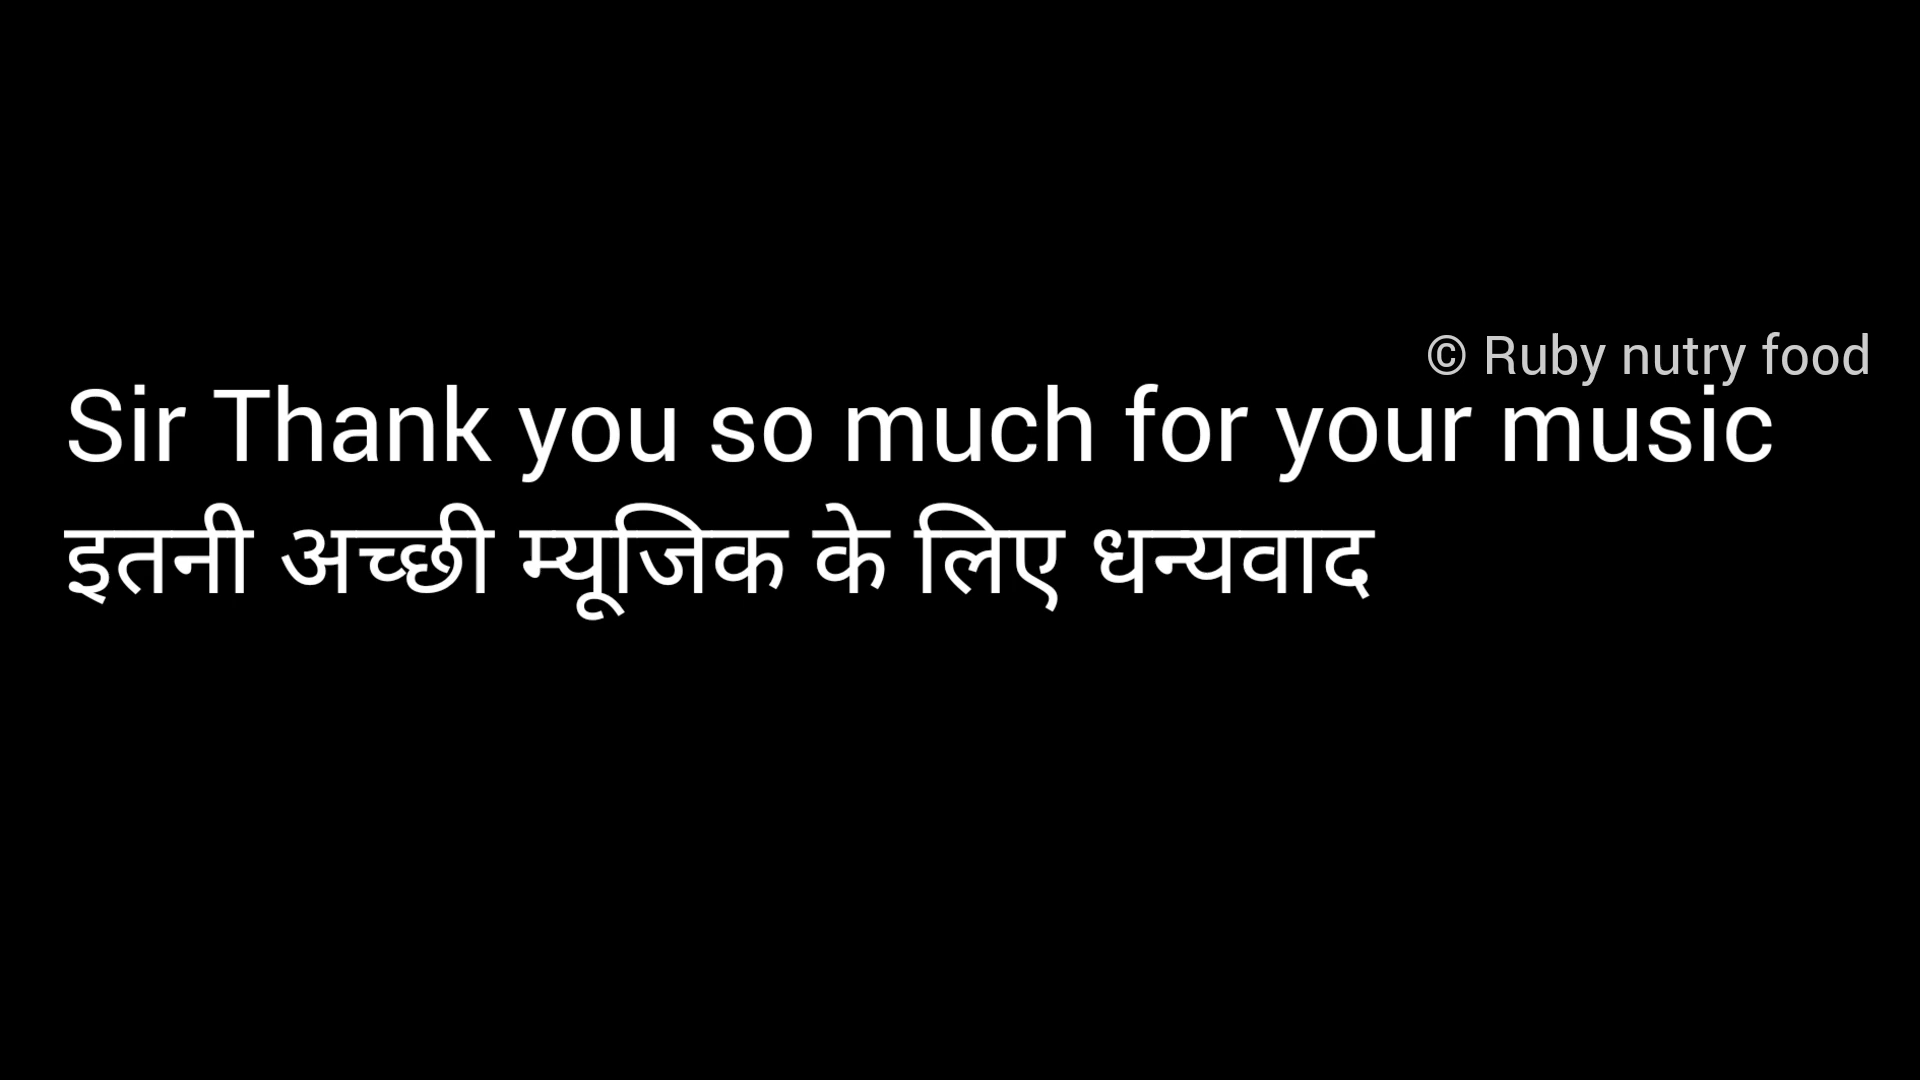 © Ruby nutry food
Sir Thank you so much for your music
इतनी अच्छी म्यूजिक के लिए धन्यवाद